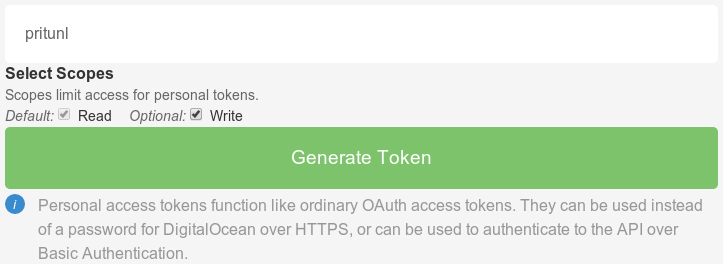 pritunl
Select Scopes
Scopes limit access for personal tokens.
Default: Read Optional: Write
Generate Token
i Personal access tokens function like ordinary OAuth access tokens. They can be used instead
of a password for DigitalOcean over HTTPS, or can be used to authenticate to the API over
Basic Authentication.